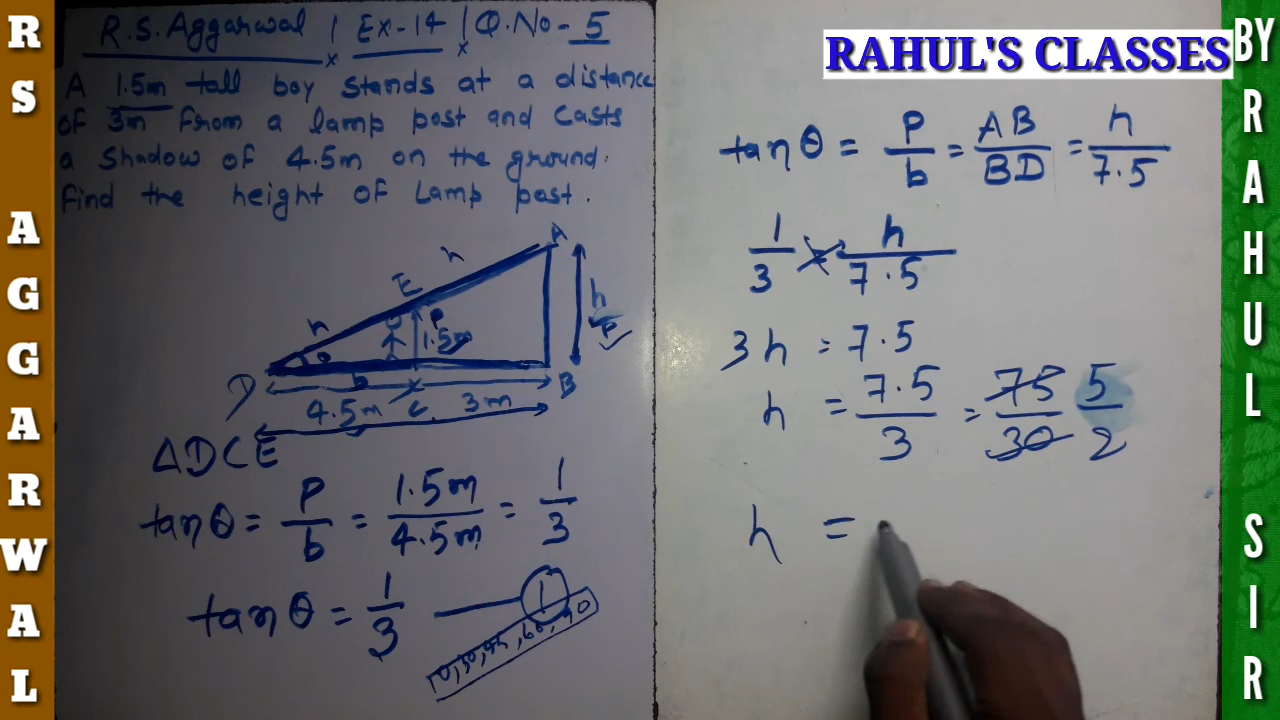 RS AGGARWAL
R.S. Aggarwal | Ex-14 | Q.No- 5
A 1.5m tall boy stands at a distance
of 3m from a lamp post and casts
a shadow of 4.5m on the ground.
Find the height of Lamp post.
A
h
E
h
P
h
P
θ
1.5m
b
D
B
4.5m C 3m
ΔDCE
tanθ = P/b = 1.5m/4.5m = 1/3
tanθ = 1/3 — 1
RAHUL'S CLASSES
tanθ = P/b = AB/BD = h/7.5
1/3 = h/7.5
3h = 7.5
h = 7.5/3 = 75/30 5/2
h =
BY RAHUL SIR